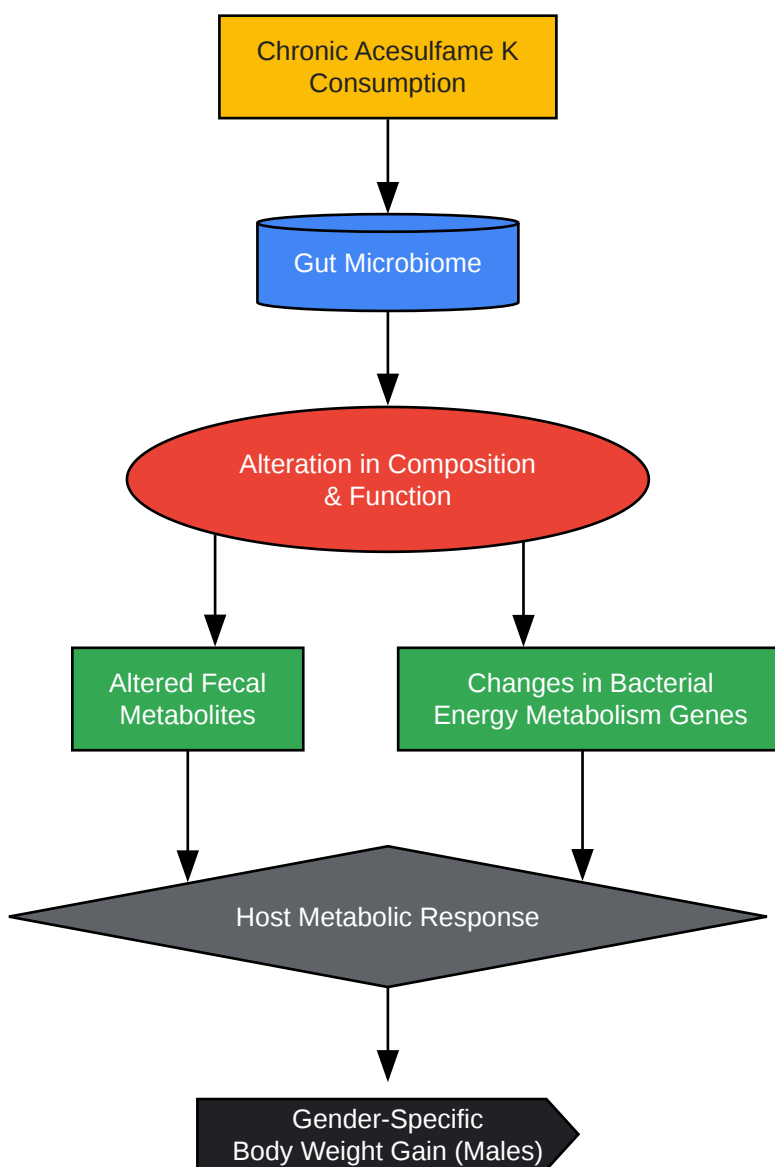 Chronic Acesulfame K
Consumption
Gut Microbiome
Alteration in Composition
& Function
Altered Fecal
Metabolites
Changes in Bacterial
Energy Metabolism Genes
Host Metabolic Response
Gender-Specific
Body Weight Gain (Males)